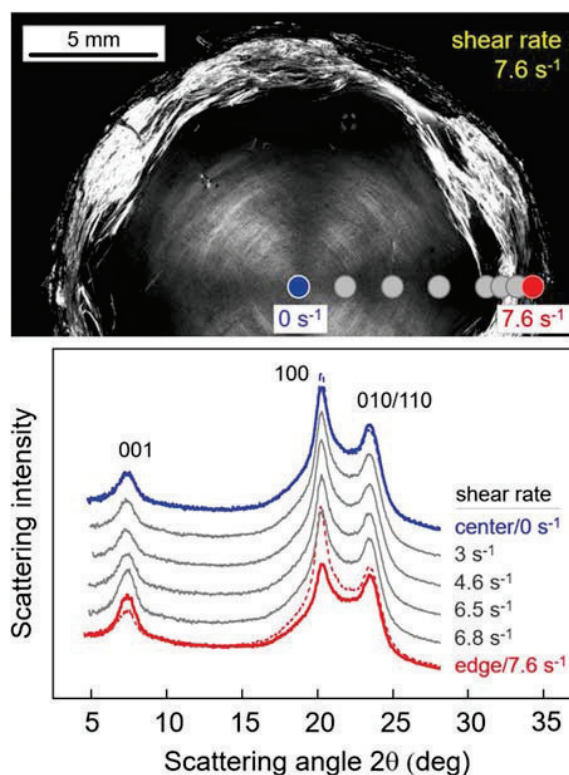 5 mm
shear rate
7.6 s⁻¹
0 s⁻¹
7.6 s⁻¹
100
010/110
001
shear rate
center/0 s⁻¹
3 s⁻¹
4.6 s⁻¹
6.5 s⁻¹
6.8 s⁻¹
edge/7.6 s⁻¹
Scattering intensity
5
10
15
20
25
30
35
Scattering angle 2θ (deg)